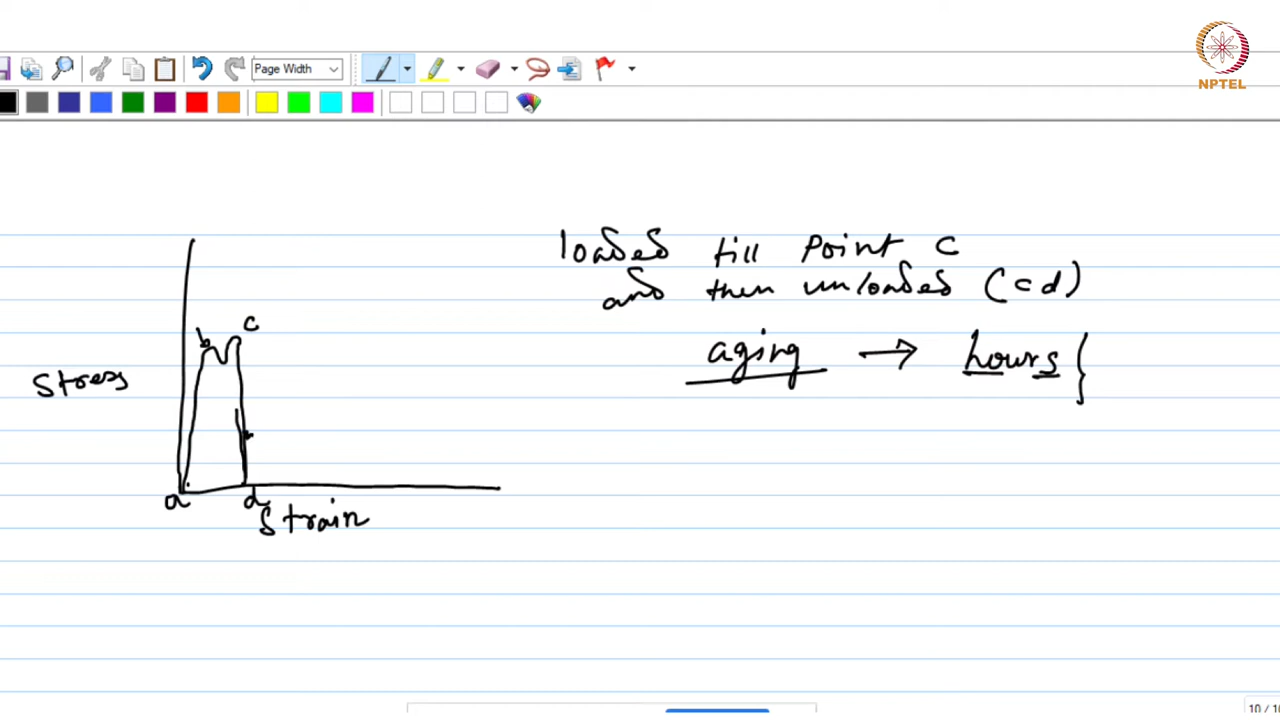 NPTEL
Page Width
loaded till Point C
and then unloaded (cd)
aging → hours {
b
c
Stress
a
d
Strain
10 / 10